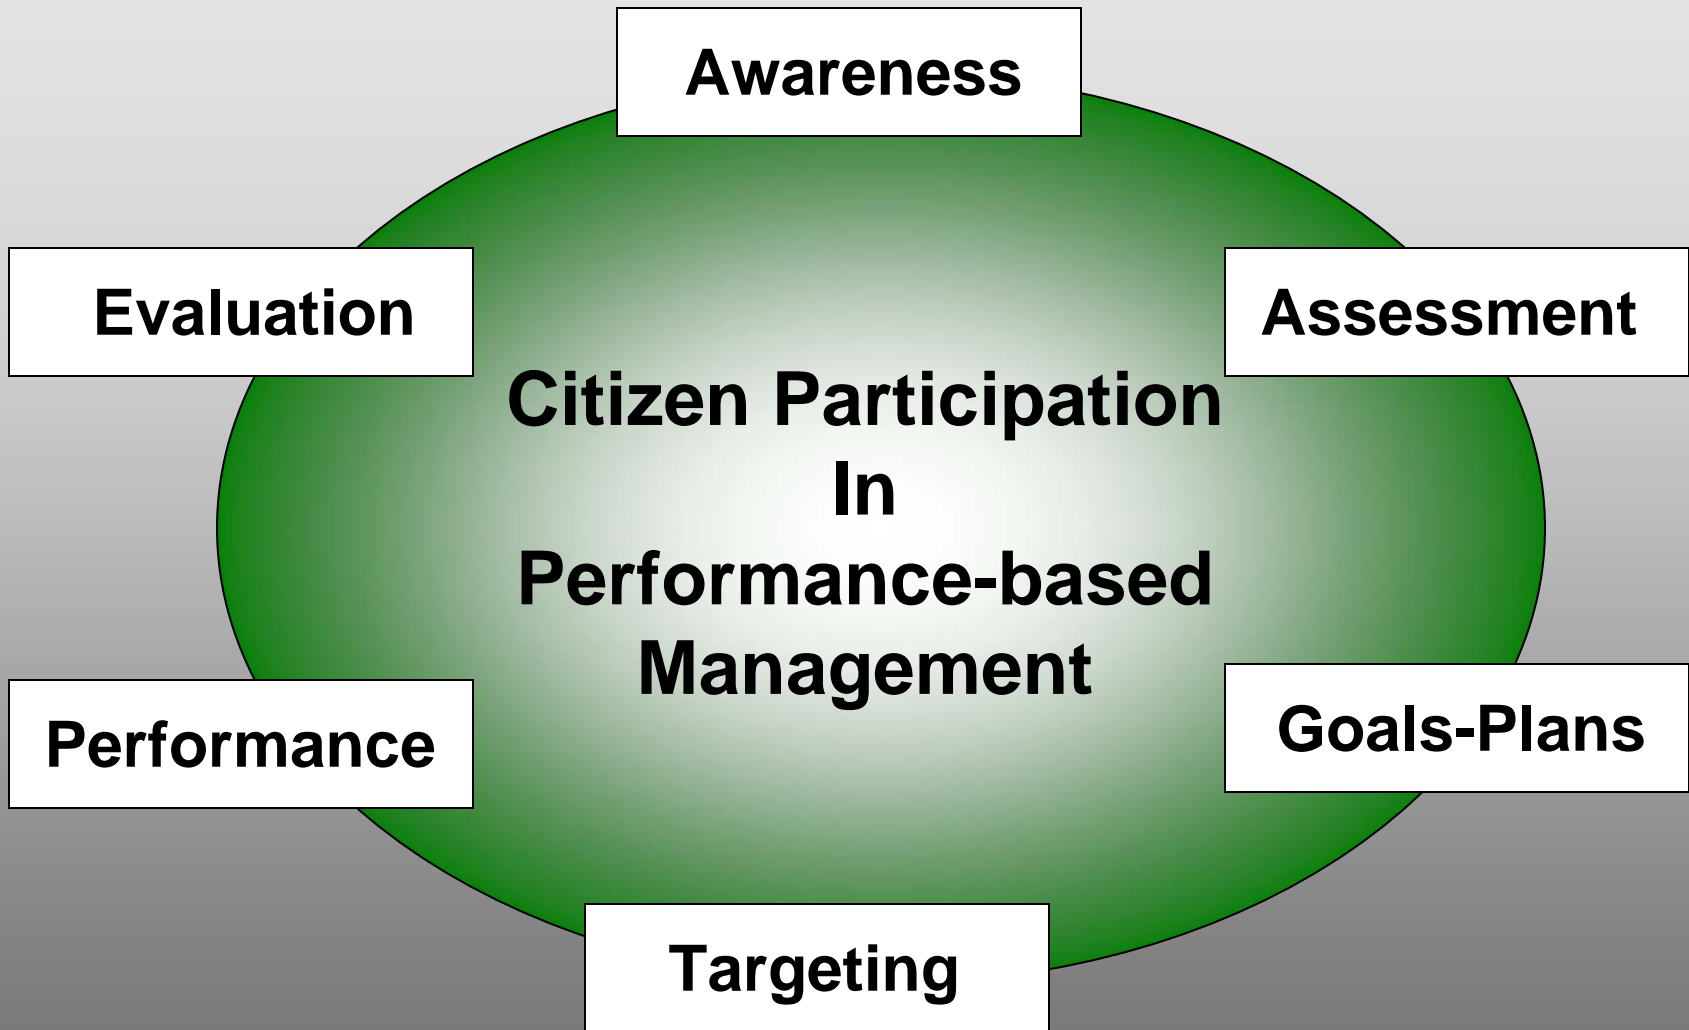 Awareness
Evaluation
Assessment
Citizen Participation
In
Performance-based
Management
Performance
Goals-Plans
Targeting